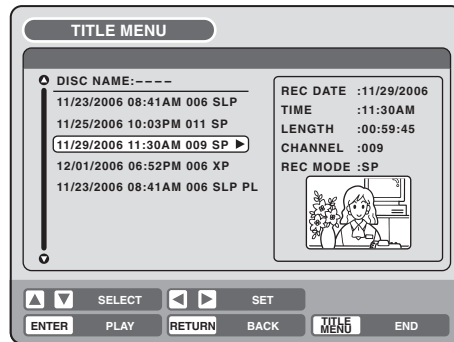 TITLE MENU
DISC NAME:----
11/23/2006 08:41AM 006 SLP
11/25/2006 10:03PM 011 SP
11/29/2006 11:30AM 009 SP ▶
12/01/2006 06:52PM 006 XP
11/23/2006 08:41AM 006 SLP PL
REC DATE :11/29/2006
TIME :11:30AM
LENGTH :00:59:45
CHANNEL :009
REC MODE :SP
▲ ▼ SELECT ◀ ▶ SET
ENTER PLAY RETURN BACK TITLE MENU END